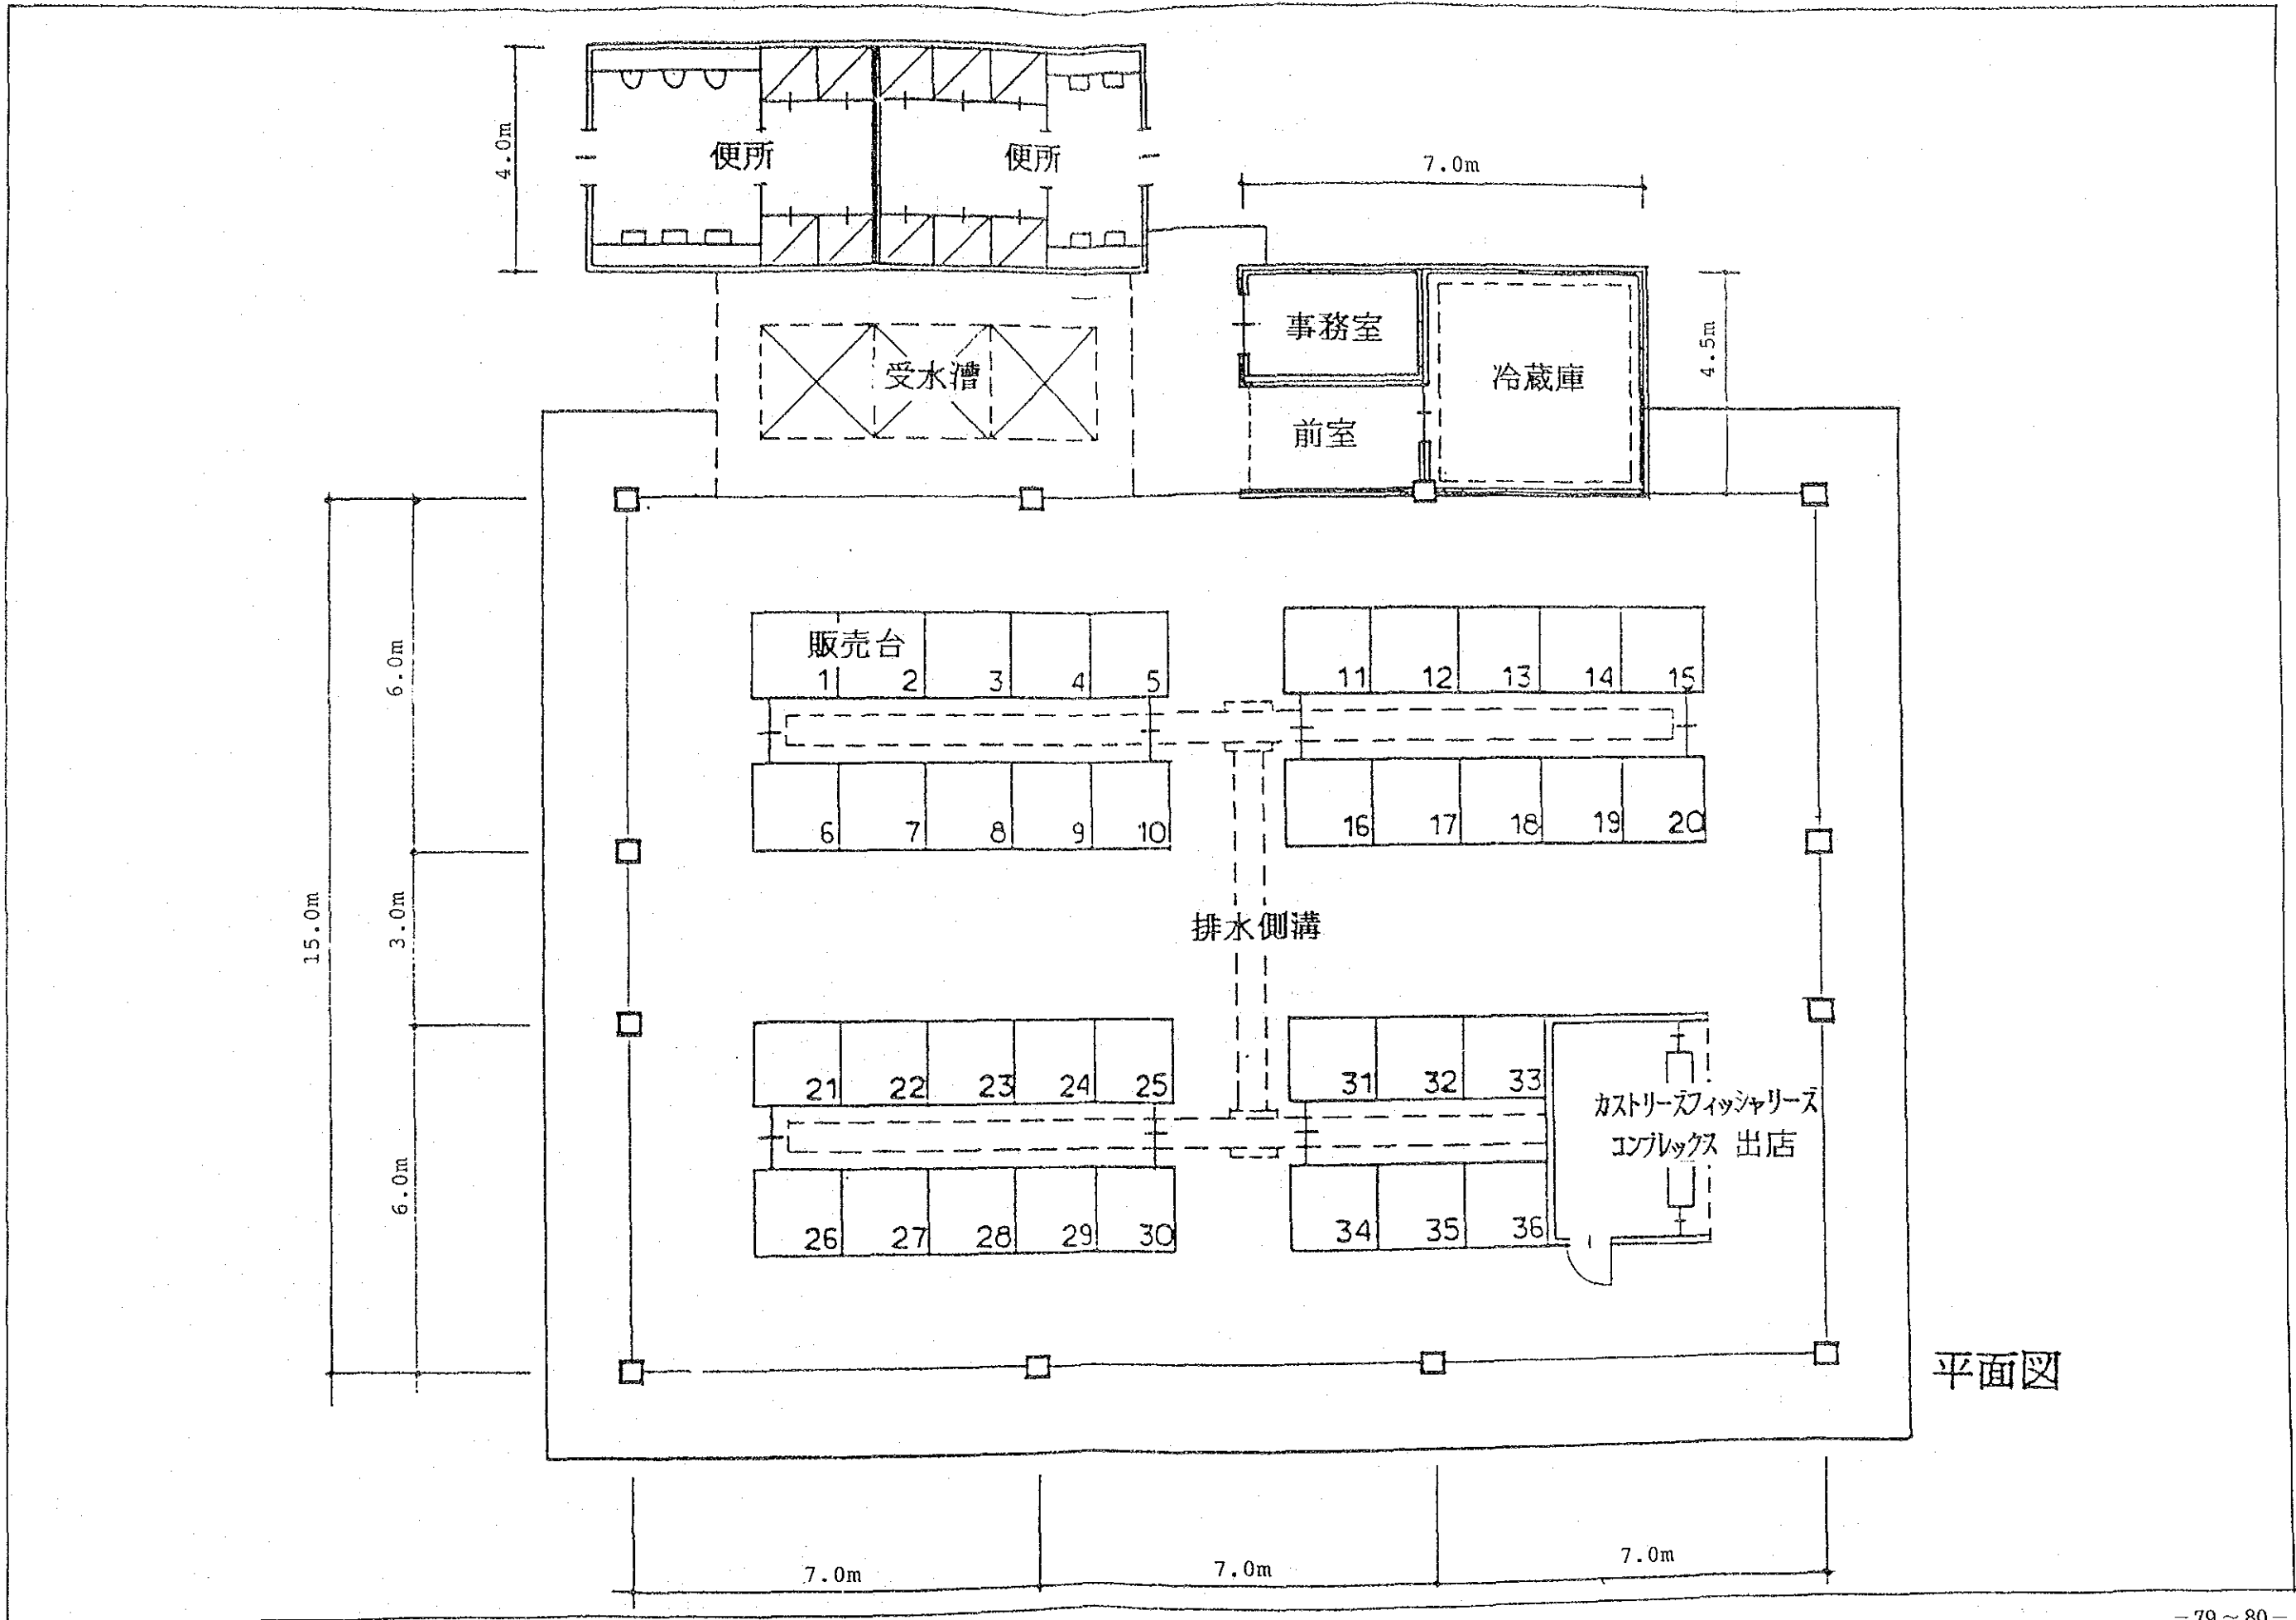 4.0m
便所
便所
7.0m
事務室
4.5m
受水漕
冷蔵庫
前室
販売台
1 2 3 4 5
11 12 13 14 15
6.0m
6 7 8 9 10
16 17 18 19 20
15.0m
3.0m
排水側溝
21 22 23 24 25
31 32 33
カストリーズフィッシャリーズ
コンプレックス 出店
6.0m
26 27 28 29 30
34 35 36
平面図
7.0m
7.0m
7.0m
-79~80-